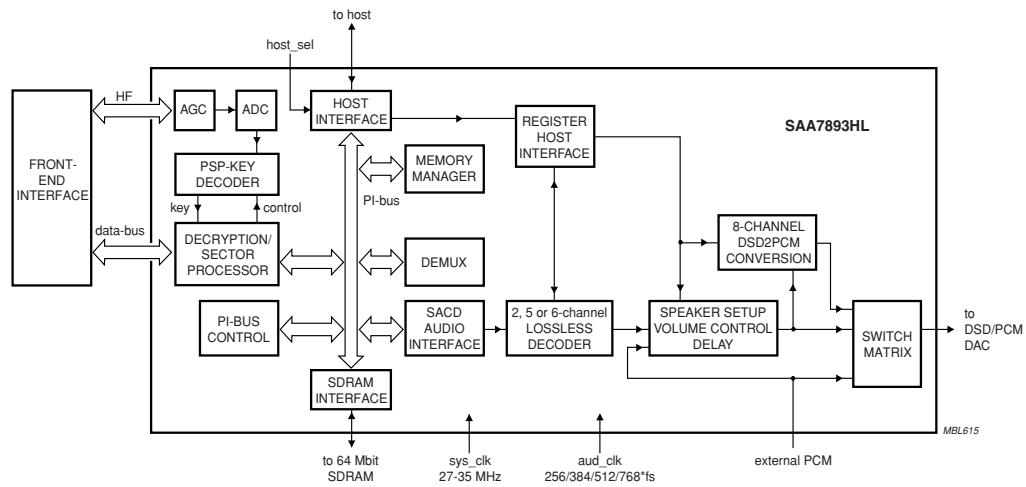 to host
host_sel
HF
AGC
ADC
HOST
INTERFACE
REGISTER
HOST
INTERFACE
SAA7893HL
FRONT-
END
INTERFACE
PSP-KEY
DECODER
MEMORY
MANAGER
key
control
PI-bus
data-bus
DECRYPTION/
SECTOR
PROCESSOR
DEMUX
8-CHANNEL
DSD2PCM
CONVERSION
PI-BUS
CONTROL
SACD
AUDIO
INTERFACE
2, 5 or 6-channel
LOSSLESS
DECODER
SPEAKER SETUP
VOLUME CONTROL
DELAY
SWITCH
MATRIX
to
DSD/PCM
DAC
SDRAM
INTERFACE
MBL615
to 64 Mbit
SDRAM
sys_clk
27-35 MHz
aud_clk
256/384/512/768*fs
external PCM